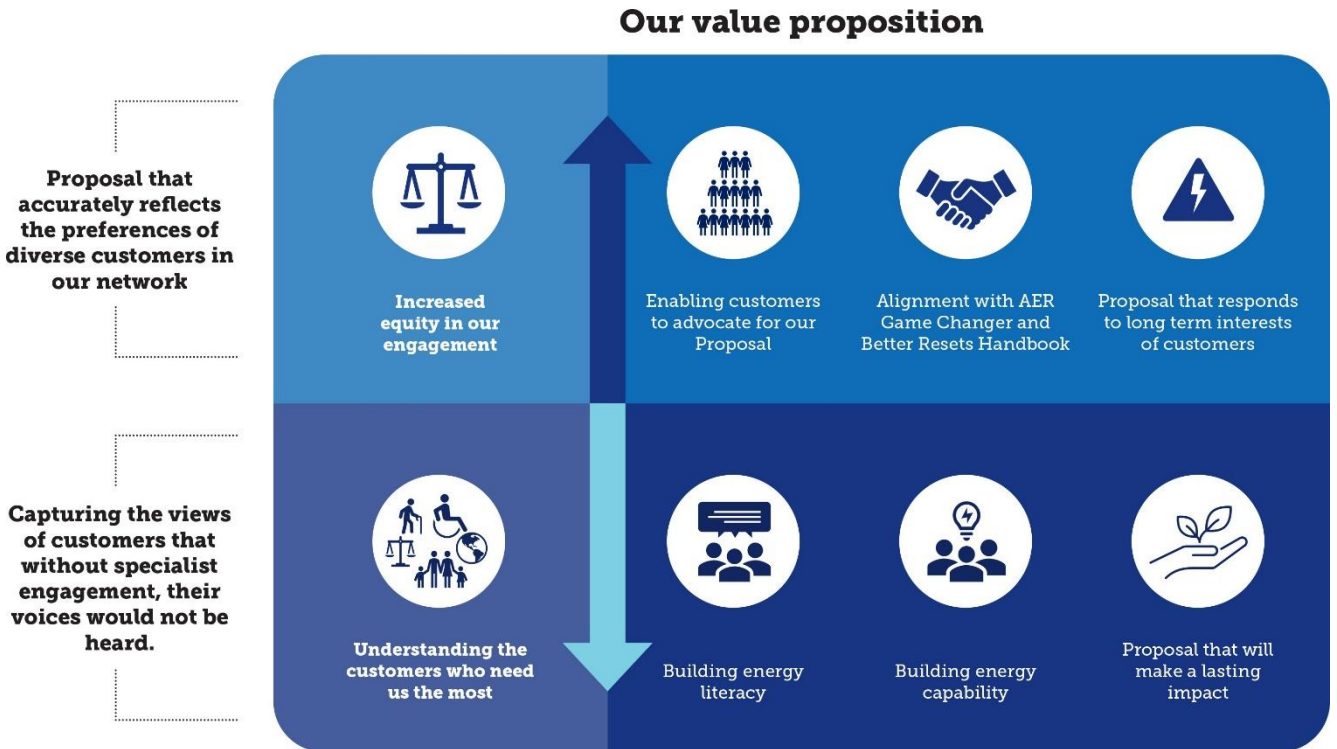 Our value proposition
Proposal that
accurately reflects
the preferences of
diverse customers in
our network
Increased
equity in our
engagement
Enabling customers
to advocate for our
Proposal
Alignment with AER
Game Changer and
Better Resets Handbook
Proposal that responds
to long term interests
of customers
Capturing the views
of customers that
without specialist
engagement, their
voices would not be
heard.
Understanding the
customers who need
us the most
Building energy
literacy
Building energy
capability
Proposal that will
make a lasting
impact